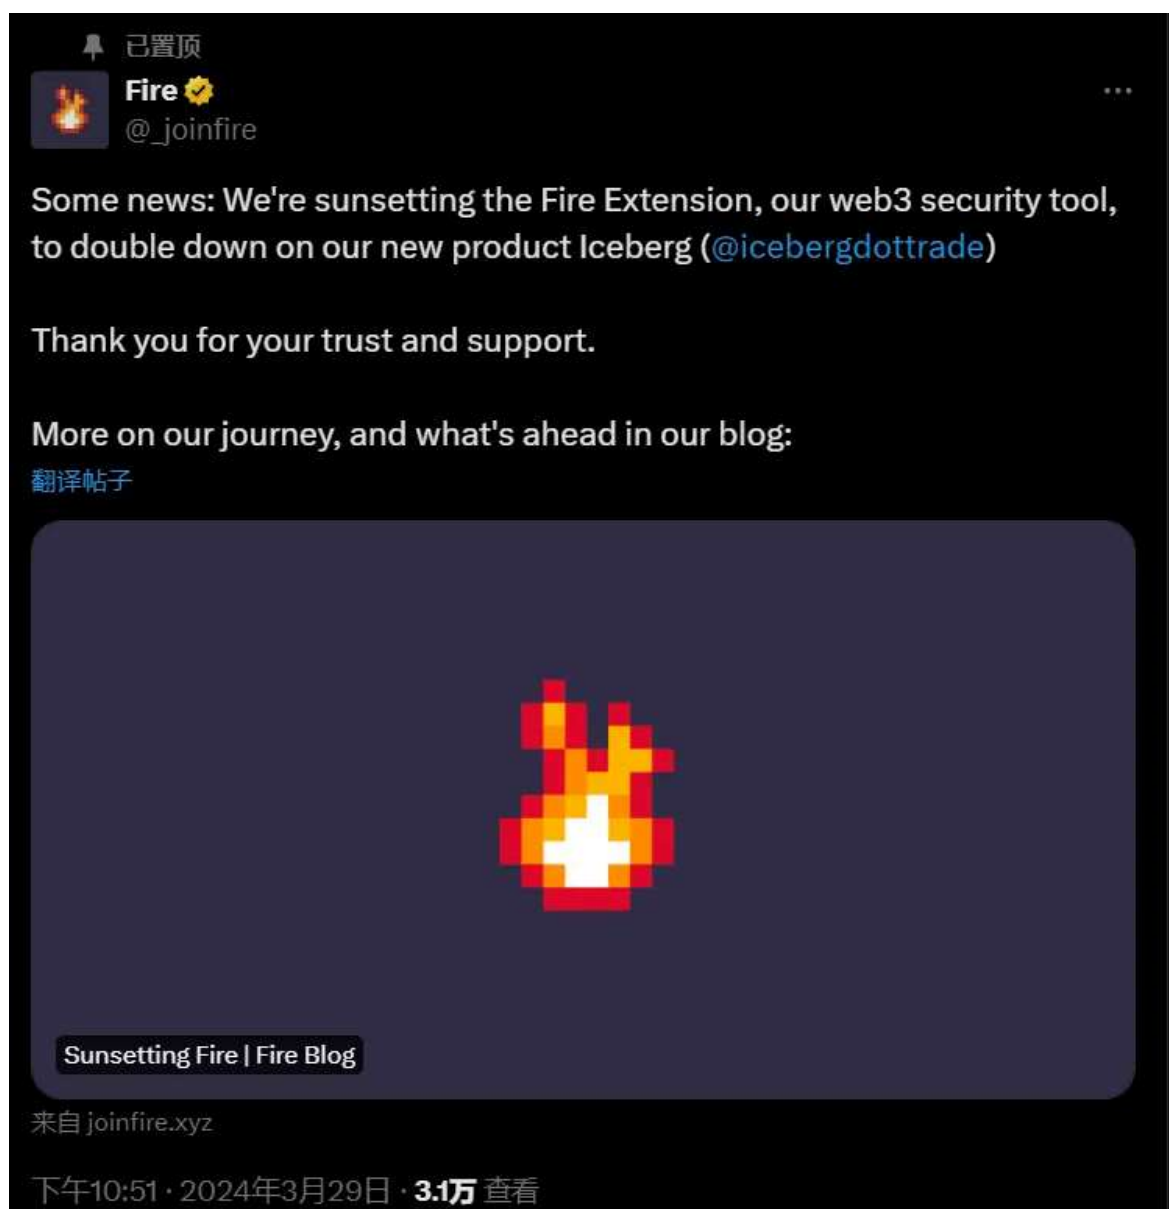 已置顶
Fire
@_joinfire
Some news: We're sunsetting the Fire Extension, our web3 security tool,
to double down on our new product Iceberg (@icebergdottrade)
Thank you for your trust and support.
More on our journey, and what's ahead in our blog:
翻译帖子
Sunsetting Fire | Fire Blog
来自 joinfire.xyz
下午10:51 · 2024年3月29日 · 3.1万 查看